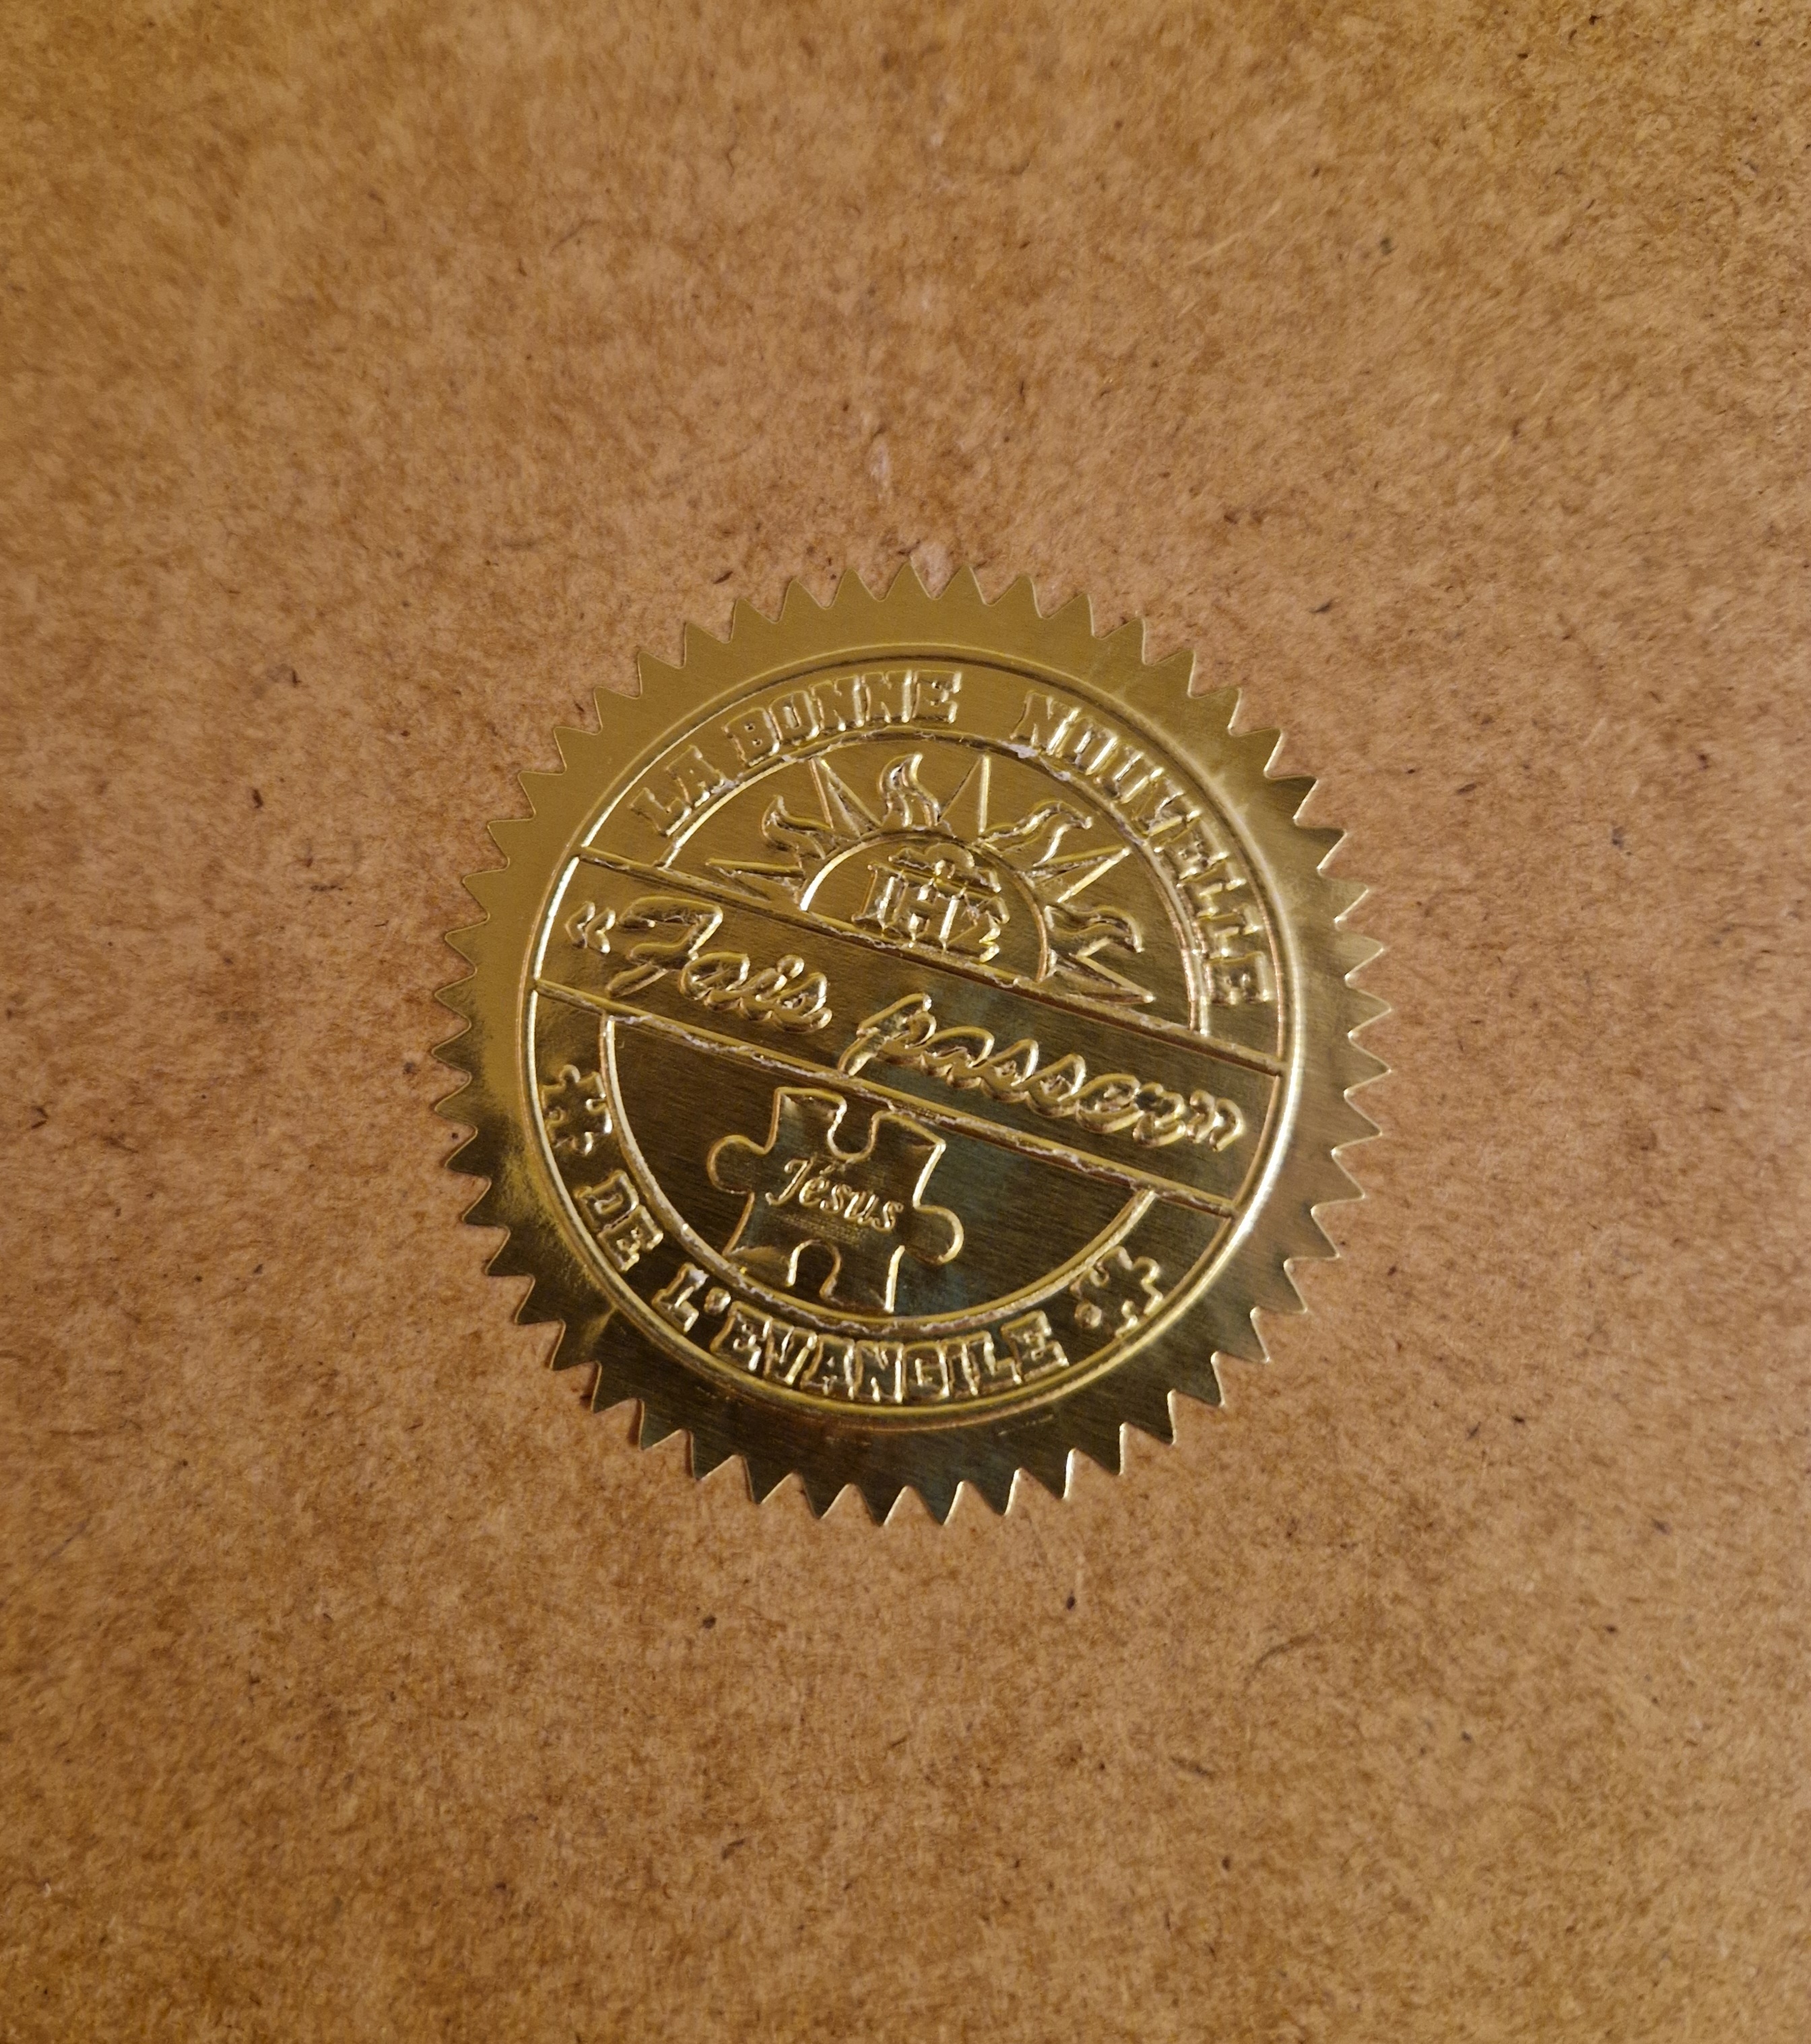 LA BONNE NOUVELLE
IHS
«Fais passer»
Jésus
DE L'EVANGILE